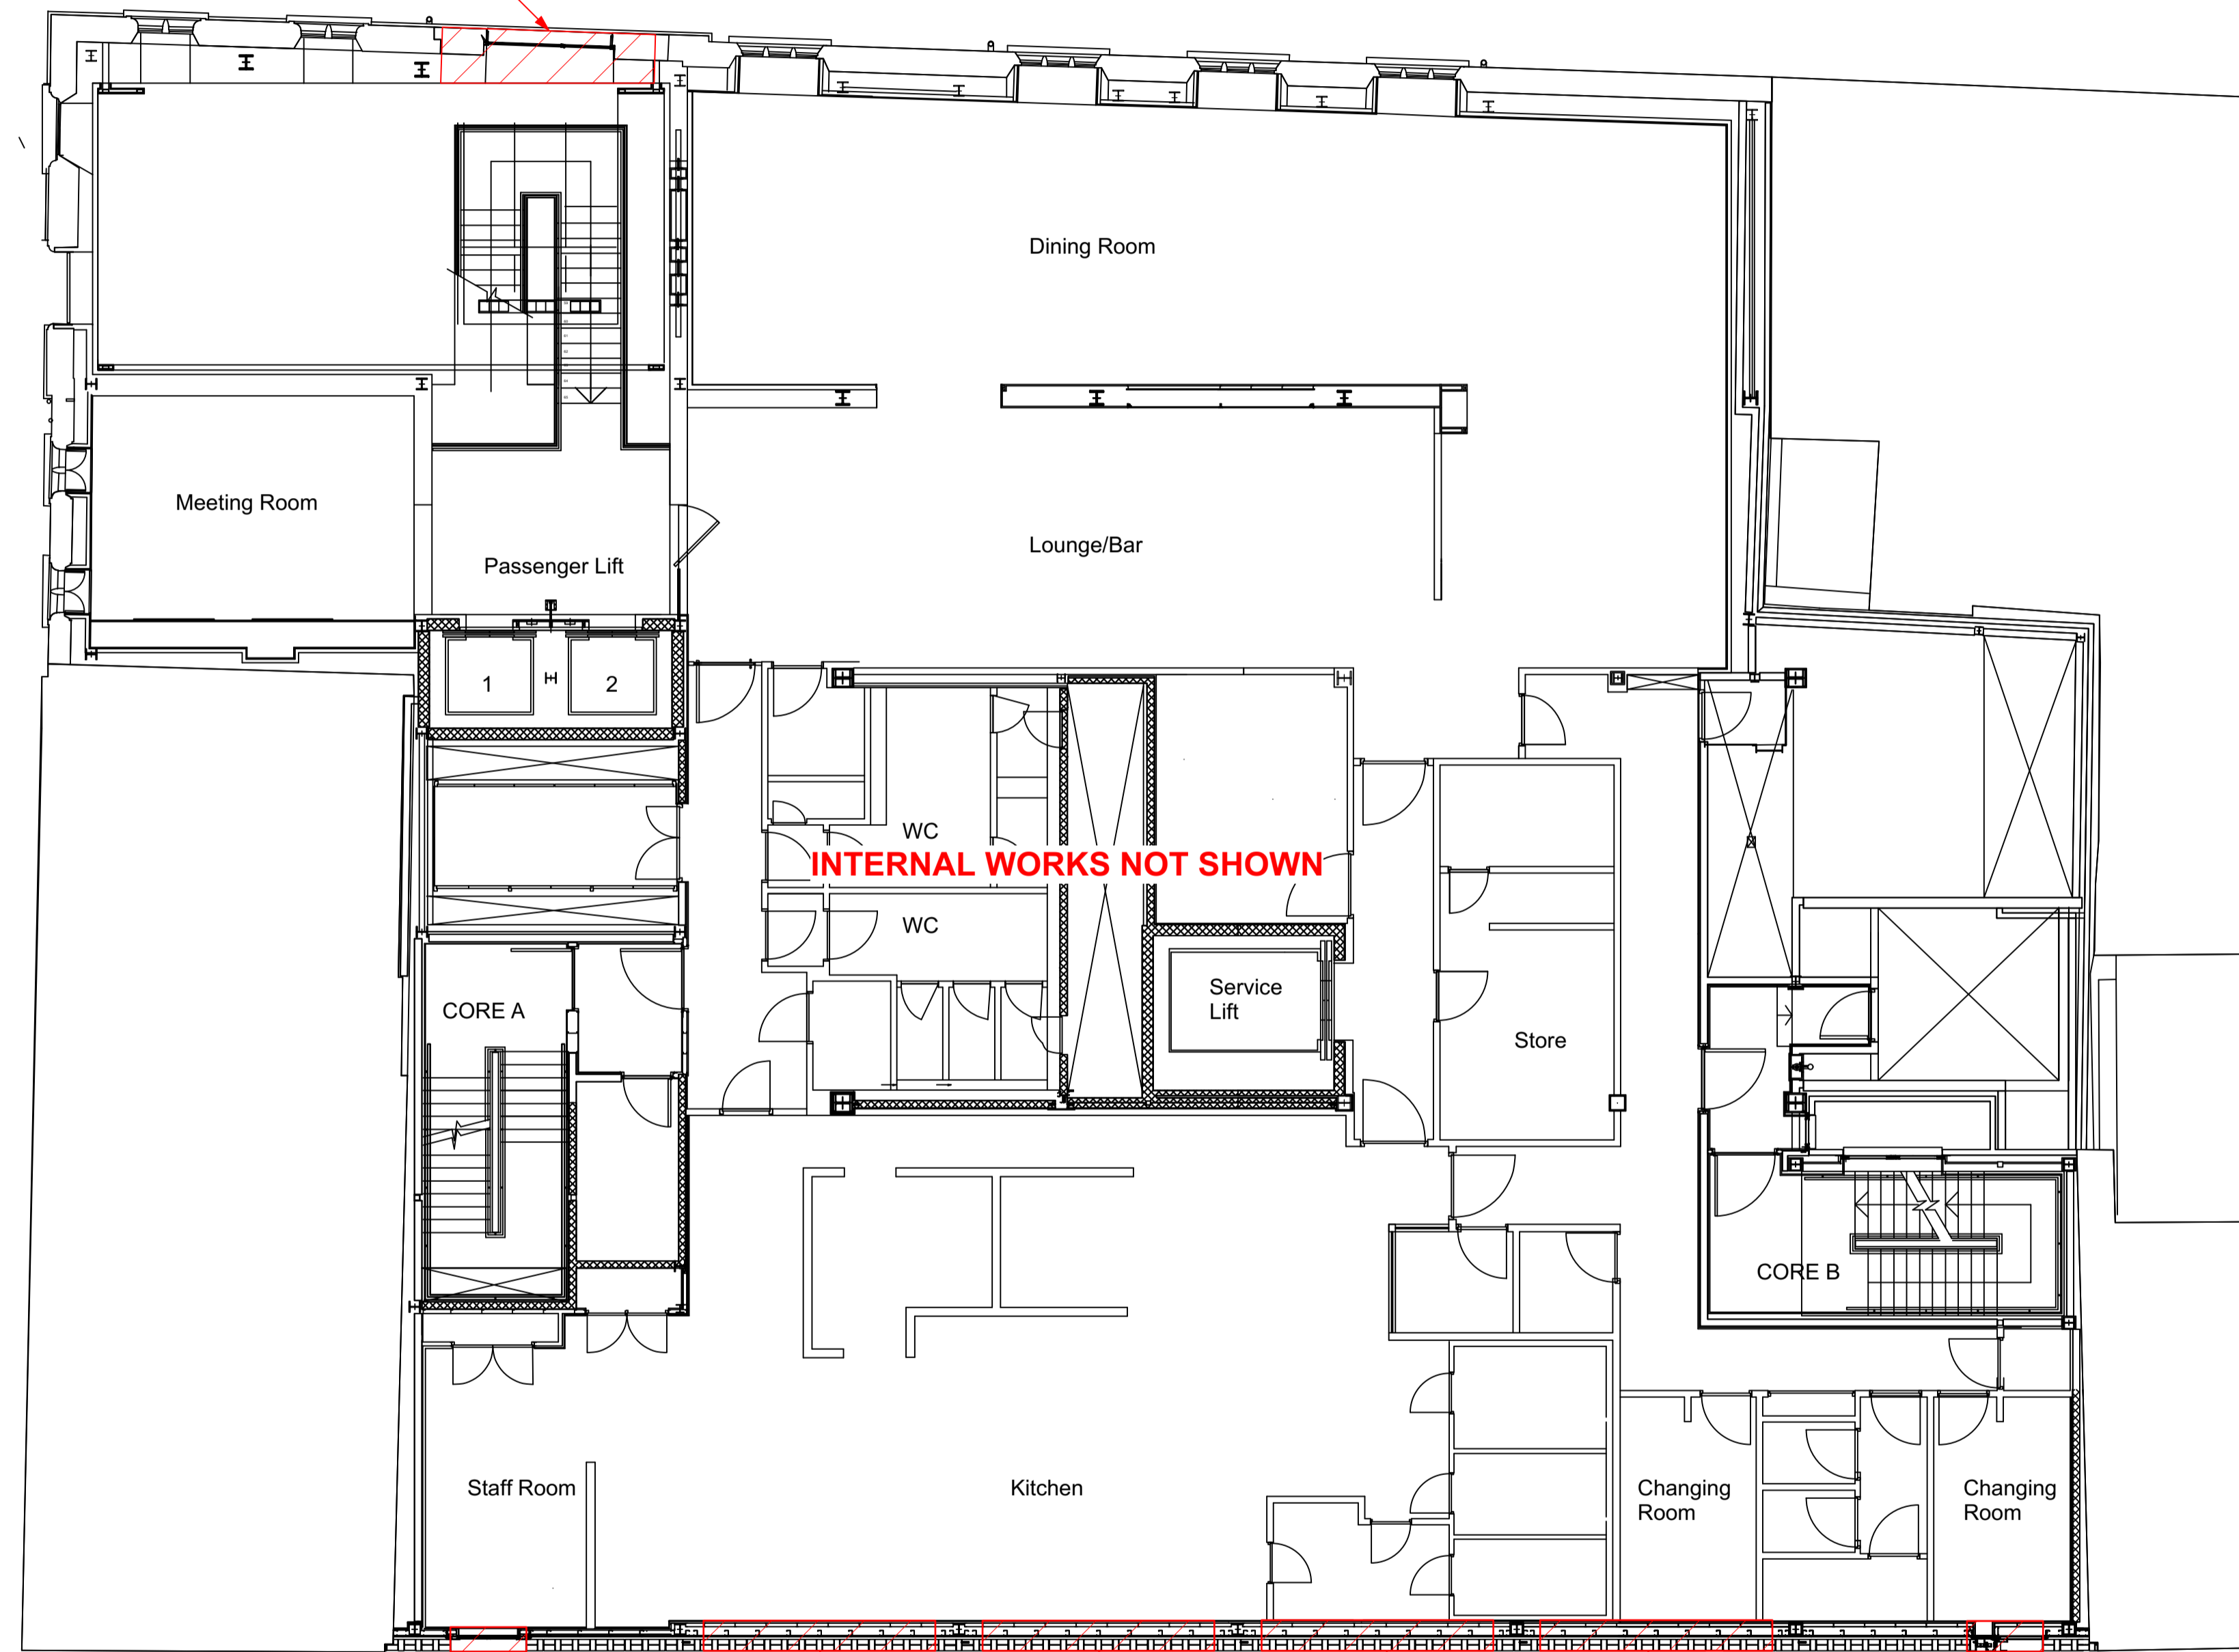 Dining Room
Meeting Room
Lounge/Bar
Passenger Lift
1
2
WC
INTERNAL WORKS NOT SHOWN
WC
CORE A
Service
Lift
Store
CORE B
Staff Room
Kitchen
Changing
Room
Changing
Room